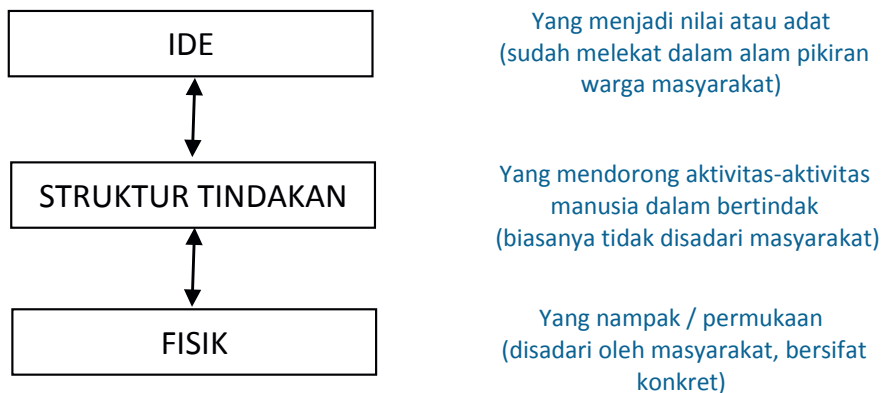 IDE
Yang menjadi nilai atau adat
(sudah melekat dalam alam pikiran
warga masyarakat)
STRUKTUR TINDAKAN
Yang mendorong aktivitas-aktivitas
manusia dalam bertindak
(biasanya tidak disadari masyarakat)
FISIK
Yang nampak / permukaan
(disadari oleh masyarakat, bersifat
konkret)